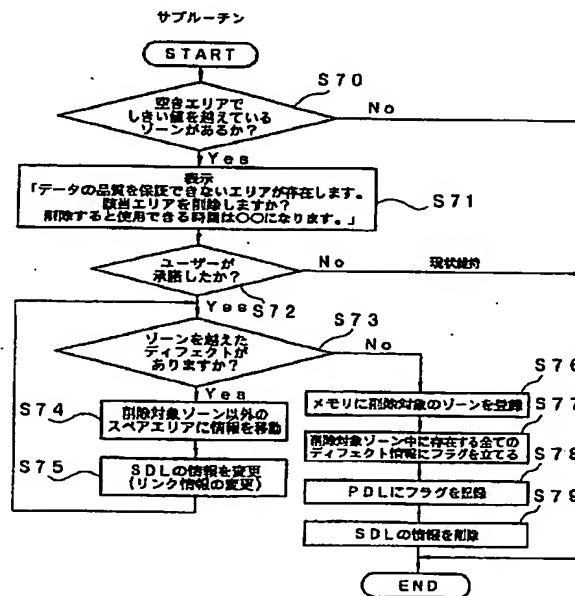 サブルーチン
START
S70
空きエリアで
しきい値を越えている
ゾーンがあるか?
No
Yes
表示
「データの品質を保証できないエリアが存在します。
該当エリアを削除しますか?
削除すると使用できる時間は〇〇になります。」
S71
ユーザーが
承諾したか?
No
現状維持
Yes
S72
S73
ゾーンを越えた
ディフェクトが
ありますか?
No
Yes
S74
削除対象ゾーン以外の
スペアエリアに情報を移動
S75
SDLの情報を変更
(リンク情報の変更)
S76
メモリに削除対象のゾーンを登録
S77
削除対象ゾーン中に存在する全ての
ディフェクト情報にフラグを立てる
S78
PDLにフラグを記録
S79
SDLの情報を削除
END